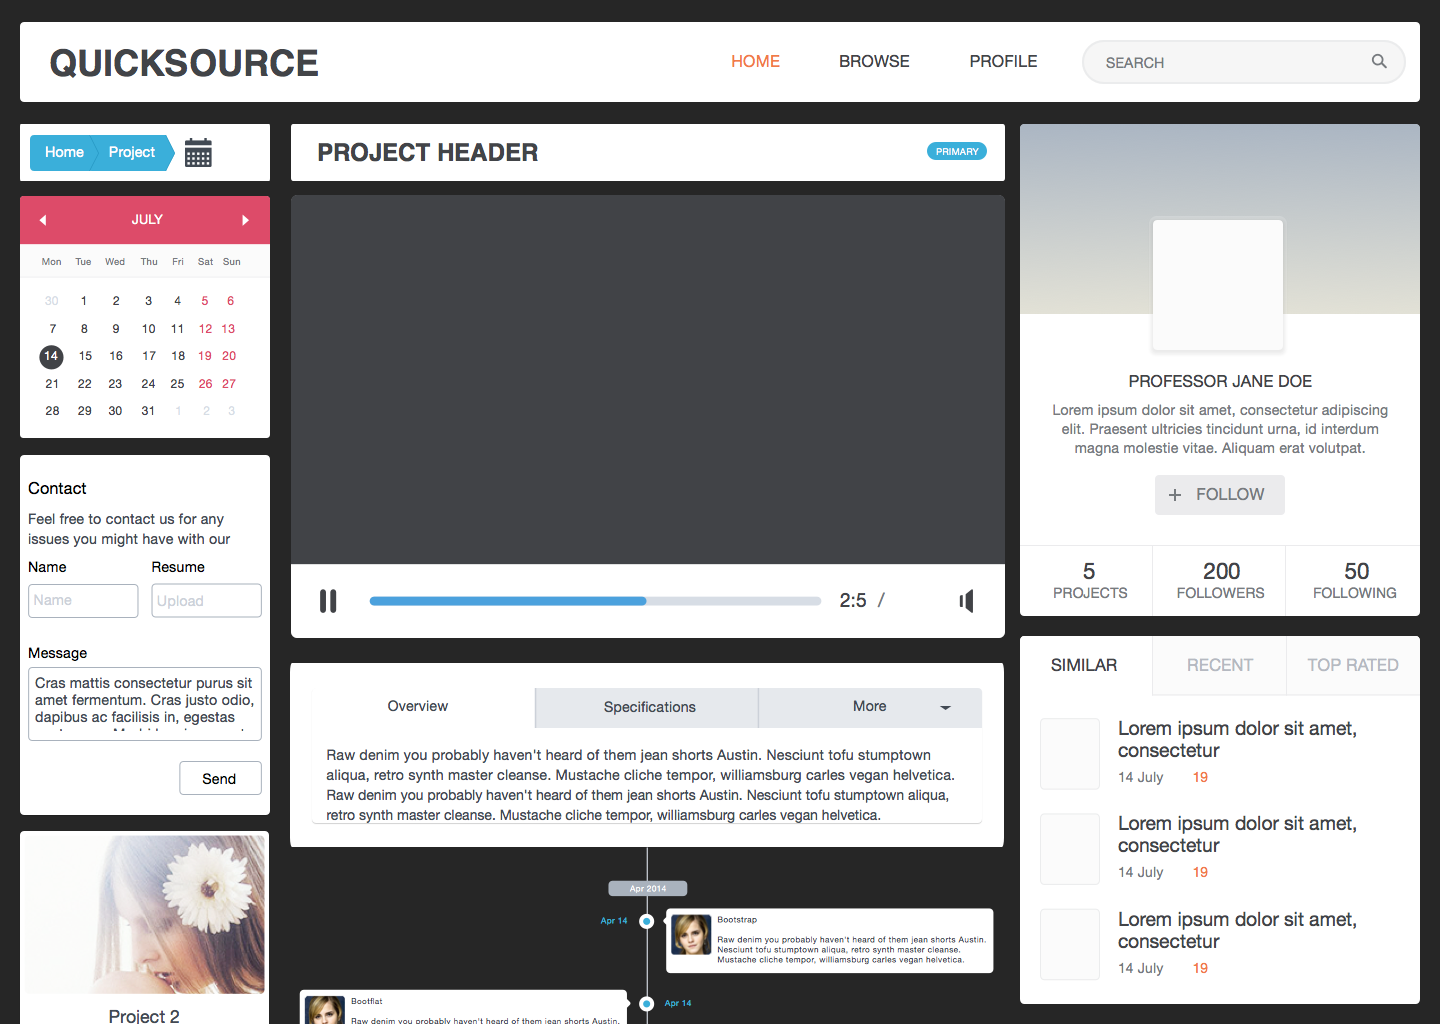 QUICKSOURCE
HOME
BROWSE
PROFILE
SEARCH
Home
Project
JULY
Mon Tue Wed Thu Fri Sat Sun
30 1 2 3 4 5 6
7 8 9 10 11 12 13
14 15 16 17 18 19 20
21 22 23 24 25 26 27
28 29 30 31 1 2 3
Contact
Feel free to contact us for any
issues you might have with our
Name
Resume
Name
Upload
Message
Cras mattis consectetur purus sit
amet fermentum. Cras justo odio,
dapibus ac facilisis in, egestas
Send
Project 2
PROJECT HEADER
PRIMARY
2:5 /
Overview
Specifications
More
Raw denim you probably haven't heard of them jean shorts Austin. Nesciunt tofu stumptown
aliqua, retro synth master cleanse. Mustache cliche tempor, williamsburg carles vegan helvetica.
Raw denim you probably haven't heard of them jean shorts Austin. Nesciunt tofu stumptown aliqua,
retro synth master cleanse. Mustache cliche tempor, williamsburg carles vegan helvetica.
Apr 2014
Apr 14
Bootstrap
Raw denim you probably haven't heard of them jean shorts Austin.
Nesciunt tofu stumptown aliqua, retro synth master cleanse.
Mustache cliche tempor, williamsburg carles vegan helvetica.
Bootflat
Raw denim you probably haven't heard of them jean shorts Austin.
Apr 14
PROFESSOR JANE DOE
Lorem ipsum dolor sit amet, consectetur adipiscing
elit. Praesent ultricies tincidunt urna, id interdum
magna molestie vitae. Aliquam erat volutpat.
+ FOLLOW
5
PROJECTS
200
FOLLOWERS
50
FOLLOWING
SIMILAR
RECENT
TOP RATED
Lorem ipsum dolor sit amet,
consectetur
14 July 19
Lorem ipsum dolor sit amet,
consectetur
14 July 19
Lorem ipsum dolor sit amet,
consectetur
14 July 19